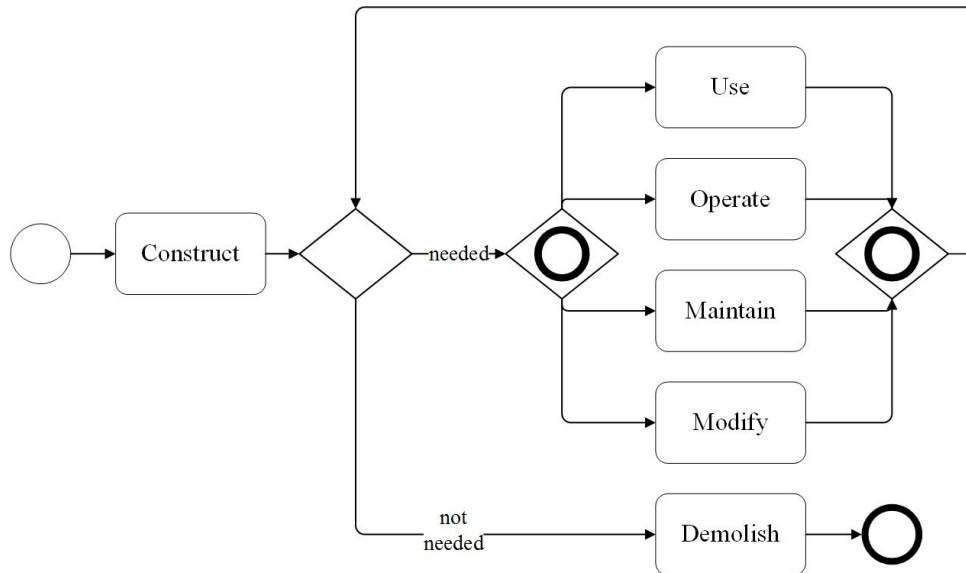 Use
Operate
Construct
needed
Maintain
Modify
not
needed
Demolish